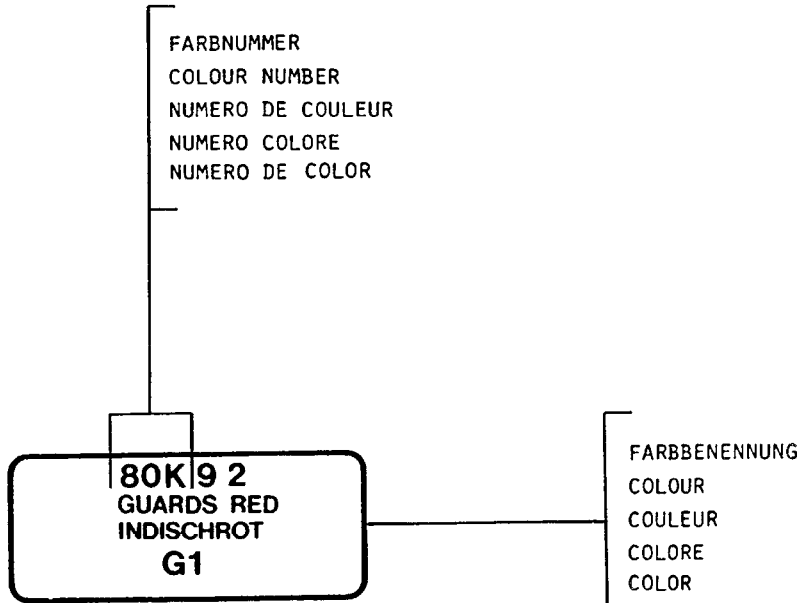 FARBNUMMER
COLOUR NUMBER
NUMERO DE COULEUR
NUMERO COLORE
NUMERO DE COLOR
80K 9 2
GUARDS RED
INDISCHROT
G1
FARBBENENNUNG
COLOUR
COULEUR
COLORE
COLOR